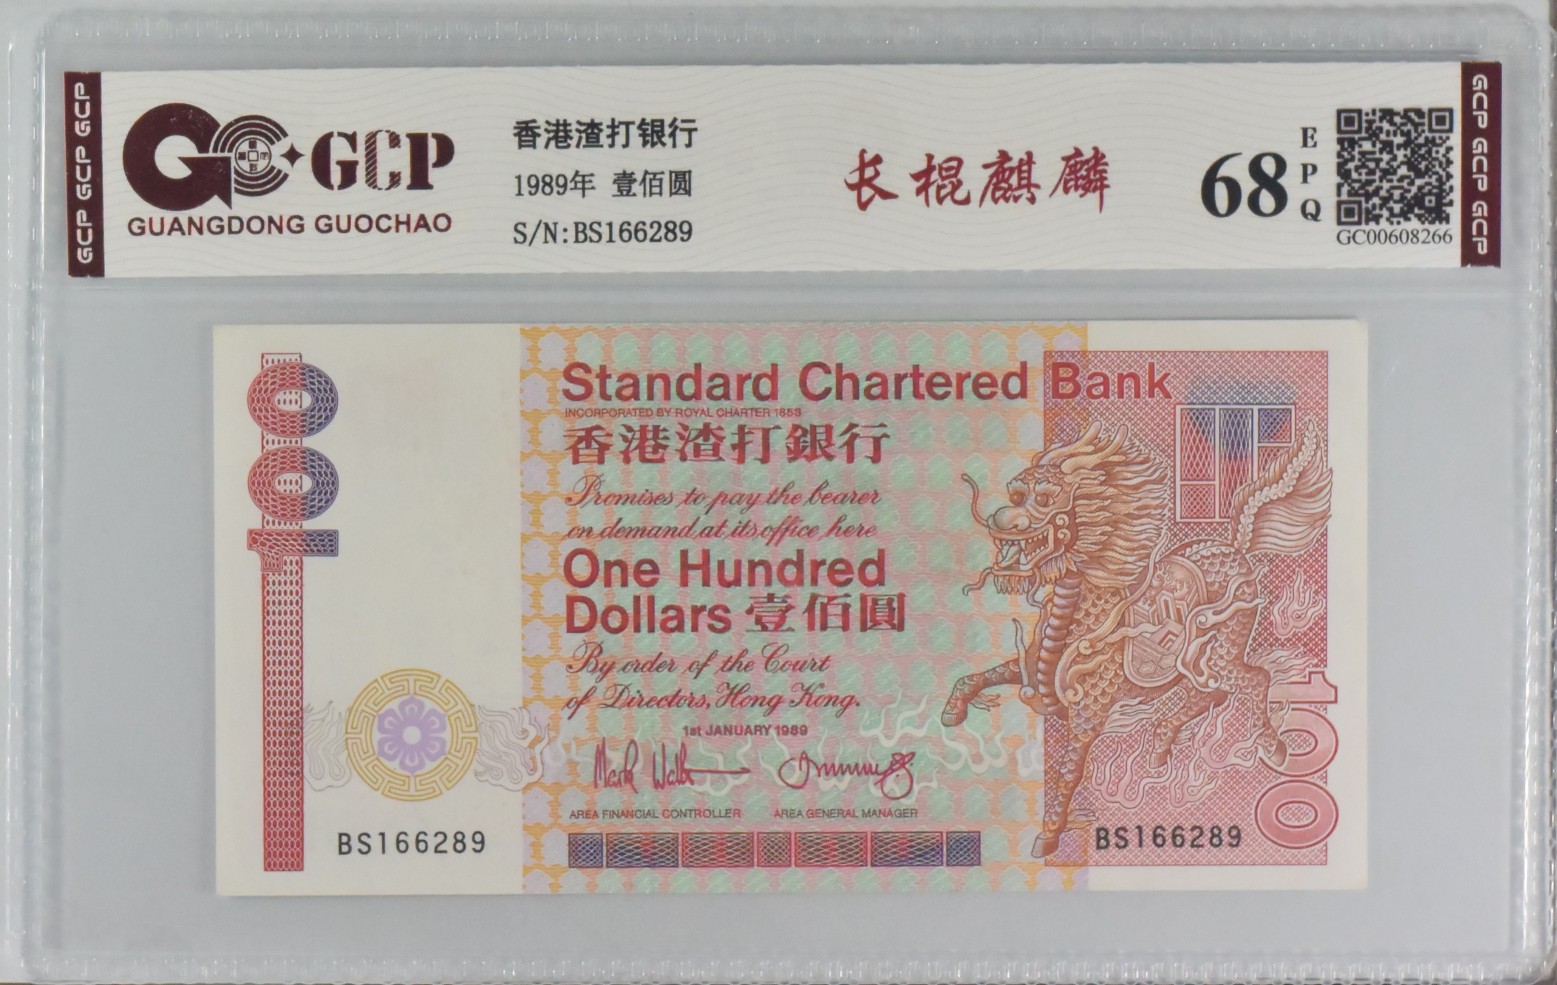 GCP GCP GCP
GCP
GUANGDONG GUOCHAO
香港渣打银行
1989年 壹佰圆
S/N:BS166289
长棍麒麟
68
EPQ
GC00608266
GCP GCP GCP
100
Standard Chartered Bank
INCORPORATED BY ROYAL CHARTER 1853
香港渣打銀行
Promises to pay the bearer
on demand at its office here
One Hundred
Dollars 壹佰圓
By order of the Court
of Directors, Hong Kong.
1st JANUARY 1989
AREA FINANCIAL CONTROLLER AREA GENERAL MANAGER
BS166289
BS166289
100